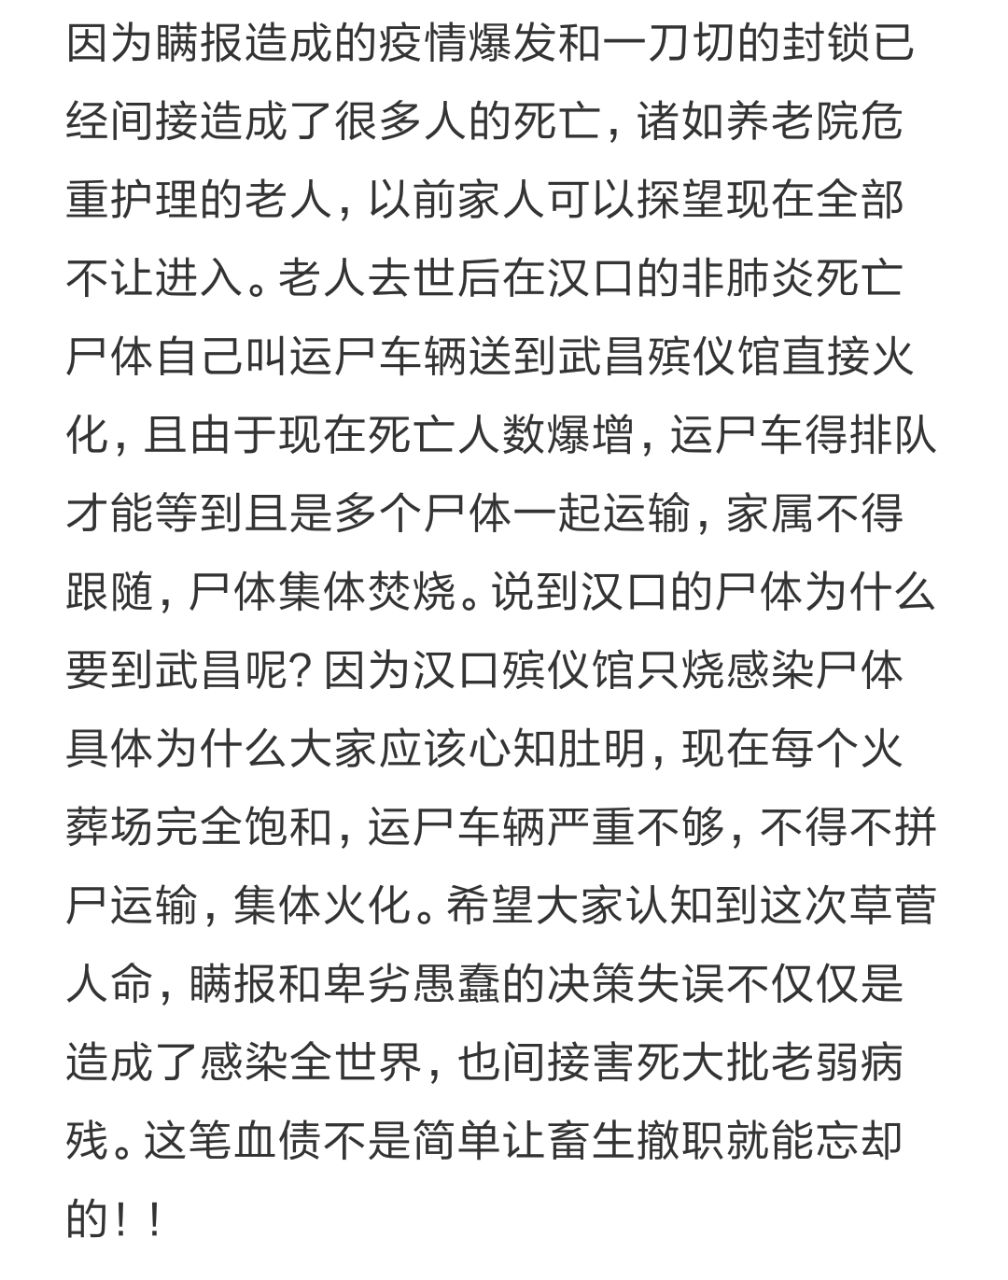 因为瞒报造成的疫情爆发和一刀切的封锁已
经间接造成了很多人的死亡，诸如养老院危
重护理的老人，以前家人可以探望现在全部
不让进入。老人去世后在汉口的非肺炎死亡
尸体自己叫运尸车辆送到武昌殡仪馆直接火
化，且由于现在死亡人数爆增，运尸车得排队
才能等到且是多个尸体一起运输，家属不得
跟随，尸体集体焚烧。说到汉口的尸体为什么
要到武昌呢？因为汉口殡仪馆只烧感染尸体
具体为什么大家应该心知肚明，现在每个火
葬场完全饱和，运尸车辆严重不够，不得不拼
尸运输，集体火化。希望大家认知到这次草菅
人命，瞒报和卑劣愚蠢的决策失误不仅仅是
造成了感染全世界，也间接害死大批老弱病
残。这笔血债不是简单让畜生撤职就能忘却
的！！